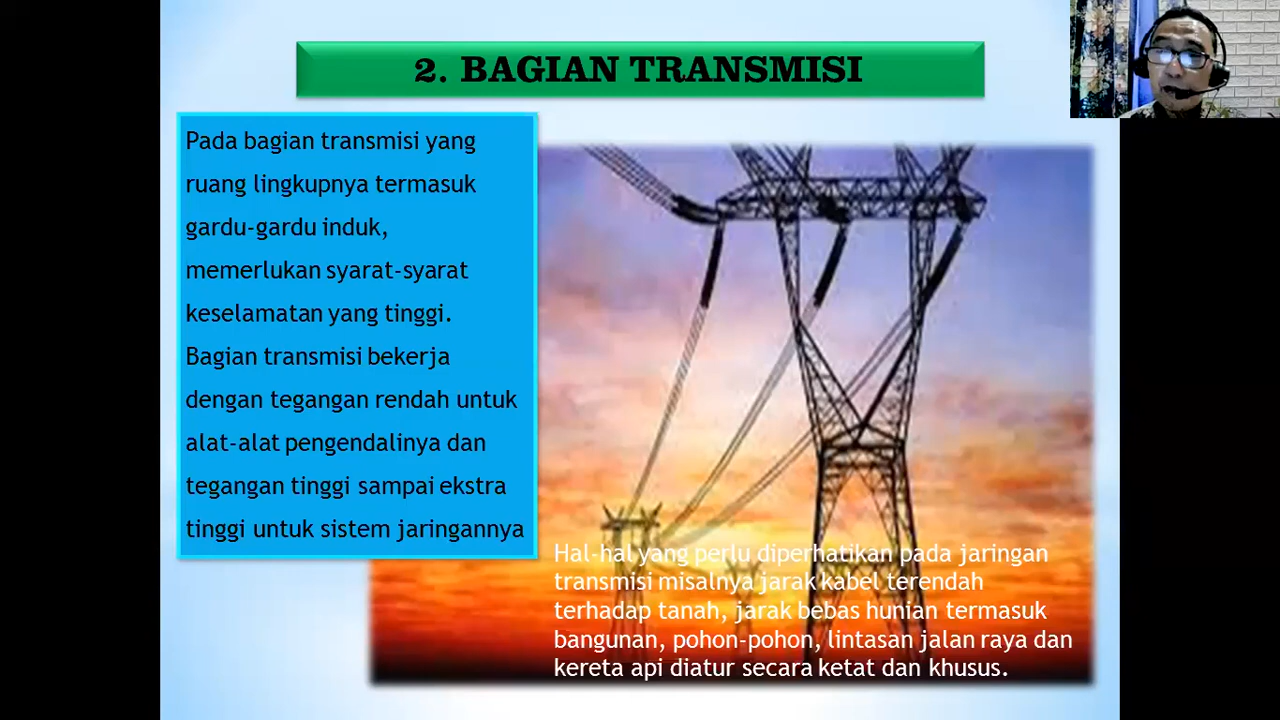 2. BAGIAN TRANSMISI
Pada bagian transmisi yang
ruang lingkupnya termasuk
gardu-gardu induk,
memerlukan syarat-syarat
keselamatan yang tinggi.
Bagian transmisi bekerja
dengan tegangan rendah untuk
alat-alat pengendalinya dan
tegangan tinggi sampai ekstra
tinggi untuk sistem jaringannya
Hal-hal yang perlu diperhatikan pada jaringan
transmisi misalnya jarak kabel terendah
terhadap tanah, jarak bebas hunian termasuk
bangunan, pohon-pohon, lintasan jalan raya dan
kereta api diatur secara ketat dan khusus.